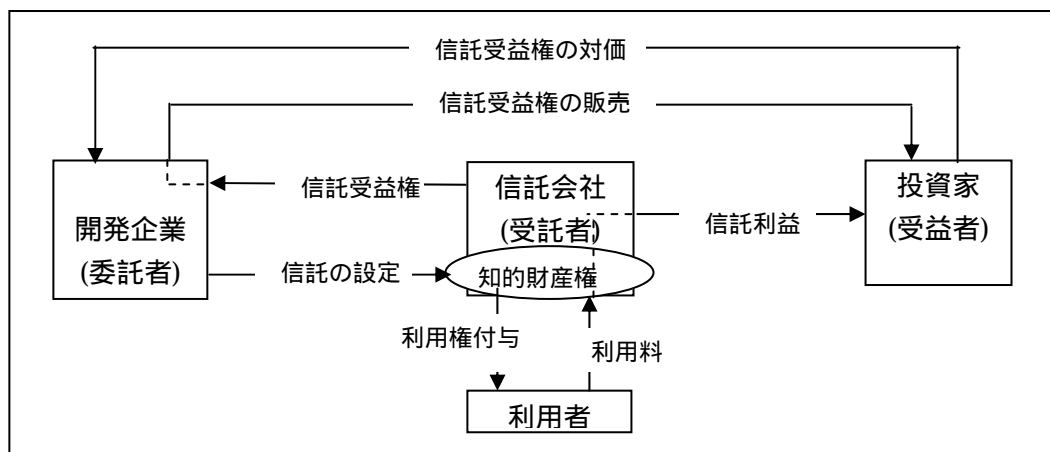 信託受益権の対価
信託受益権の販売
開発企業
(委託者)
信託受益権
信託会社
(受託者)
信託利益
投資家
(受益者)
信託の設定
知的財産権
利用権付与
利用料
利用者